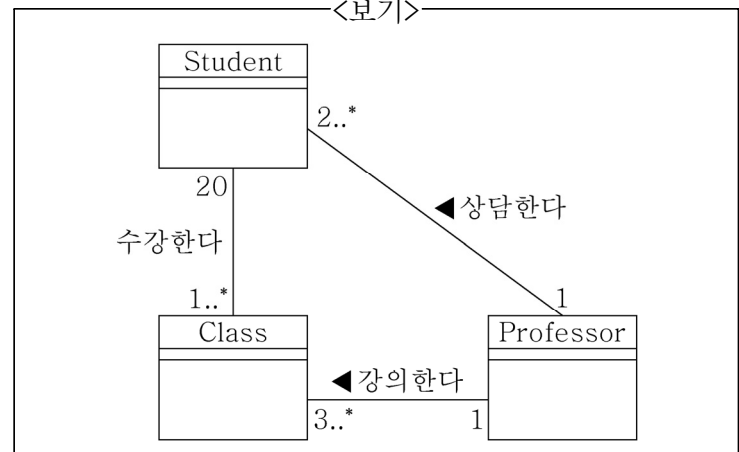 <보기>
Student
2..*
20
◀상담한다
수강한다
1..*
1
Class
Professor
◀강의한다
3..*
1